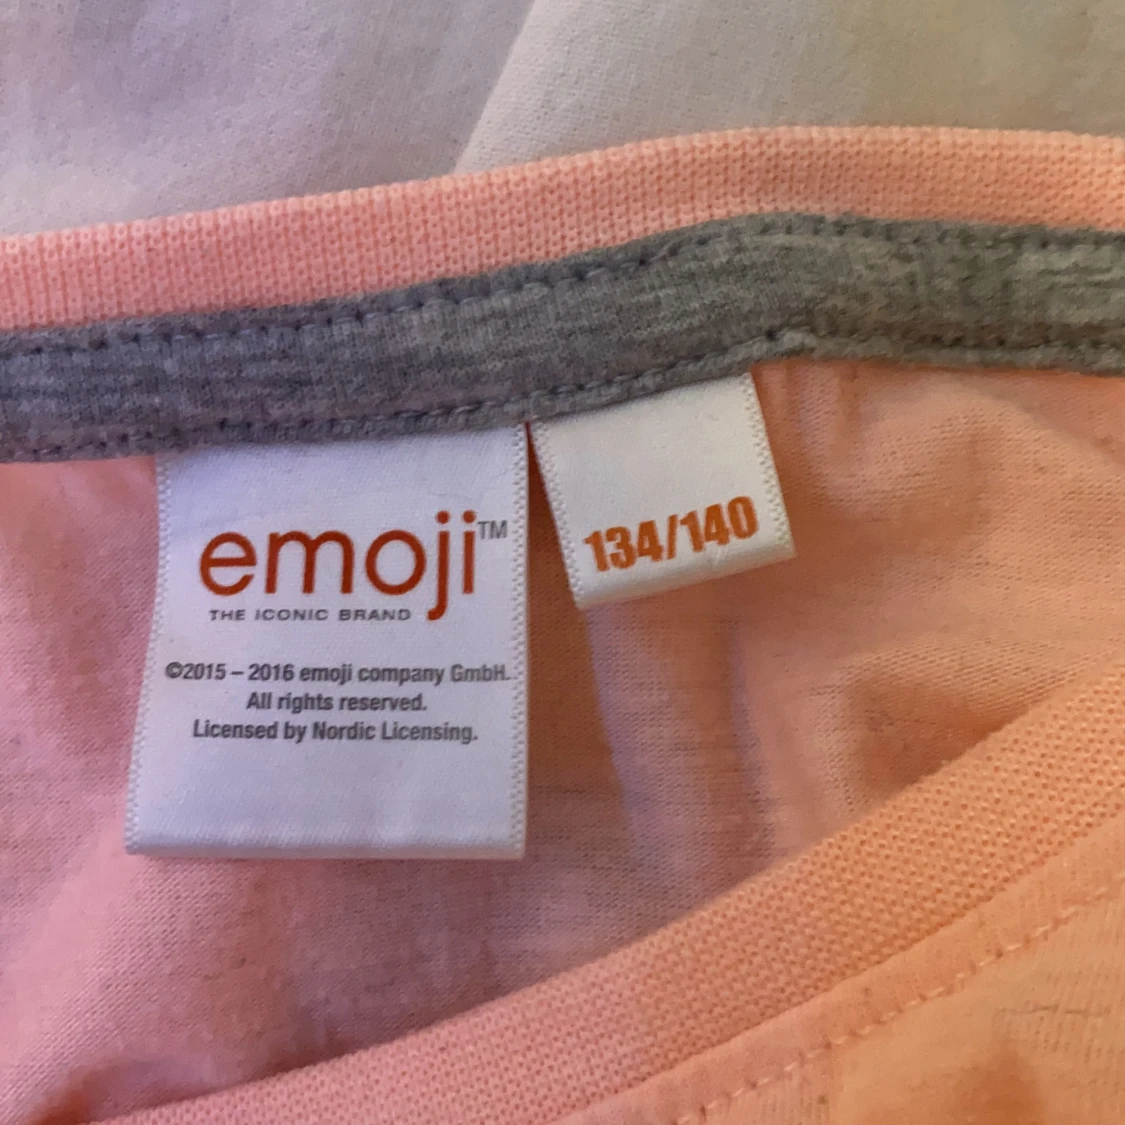 emoji™
THE ICONIC BRAND
©2015 – 2016 emoji company GmbH.
All rights reserved.
Licensed by Nordic Licensing.
134/140